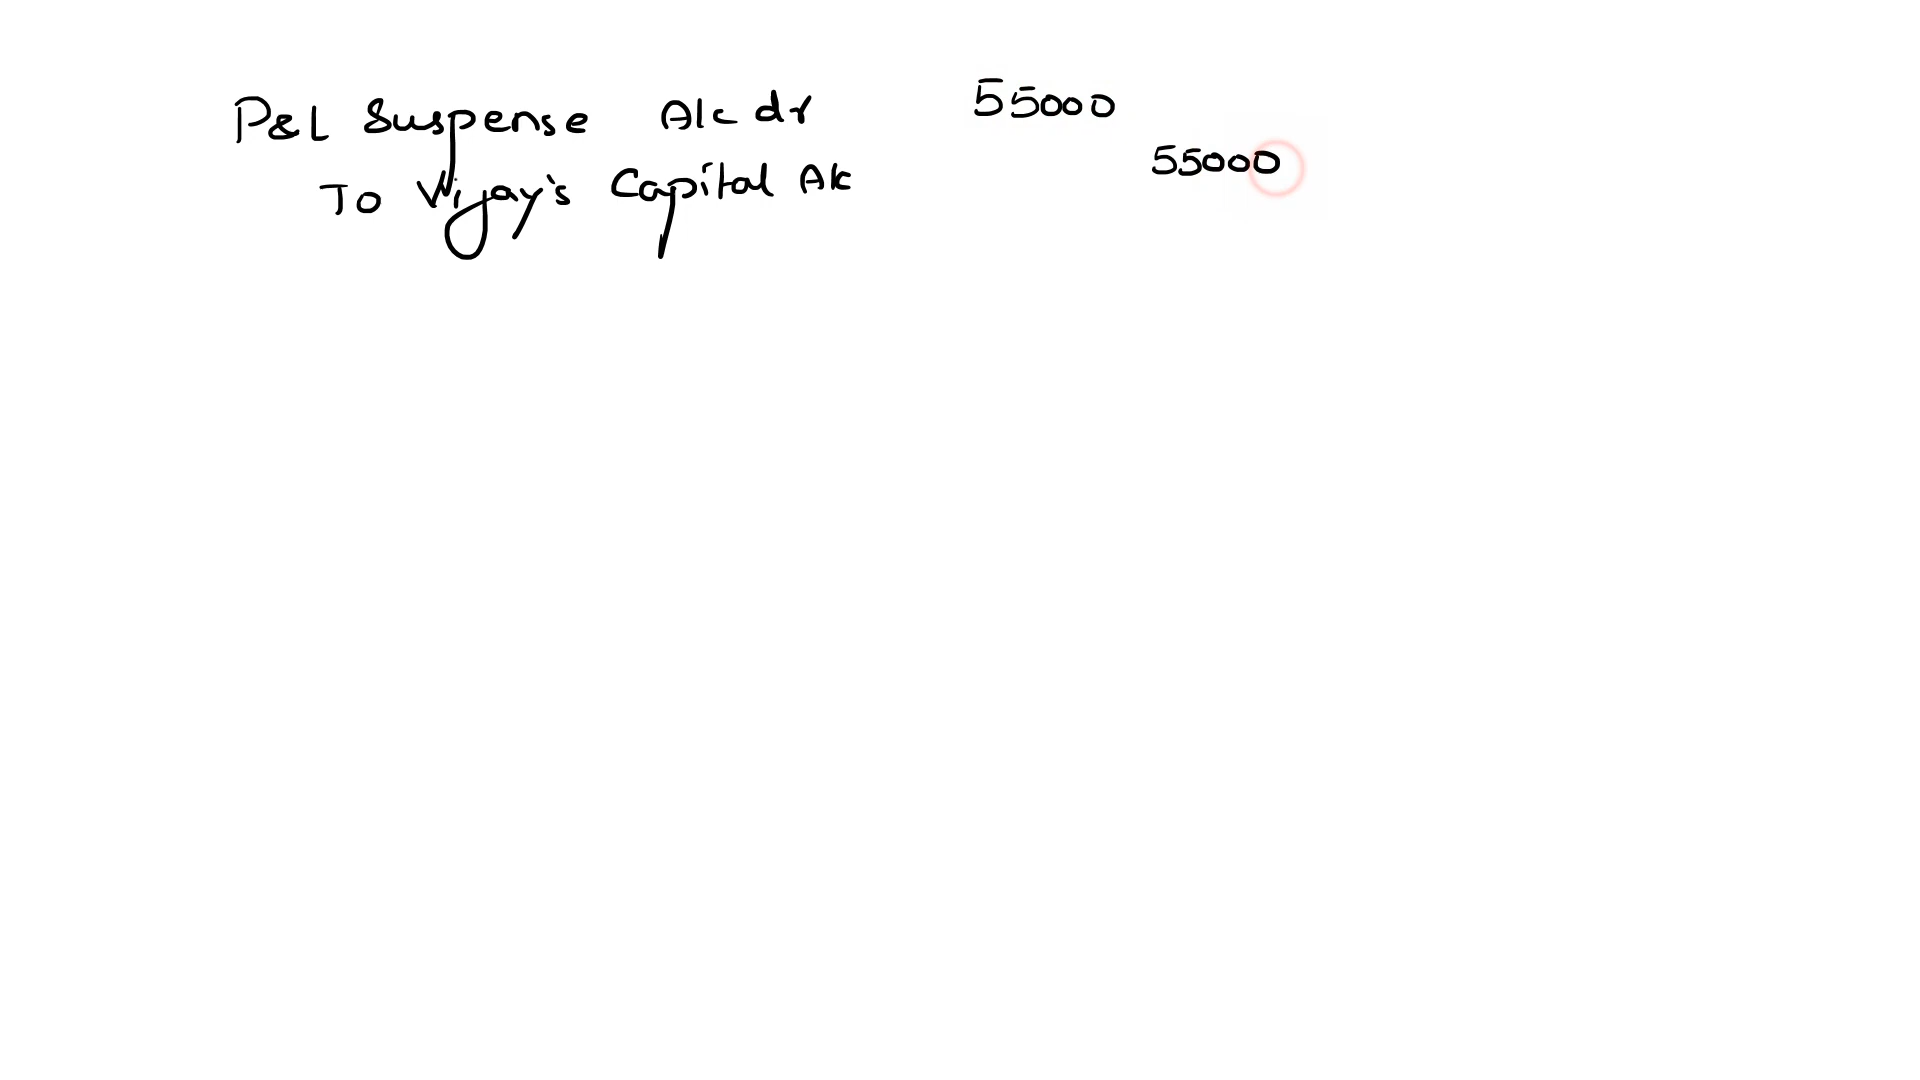 P&L Suspense A/c dr 55000
To Vijay's Capital A/c 55000